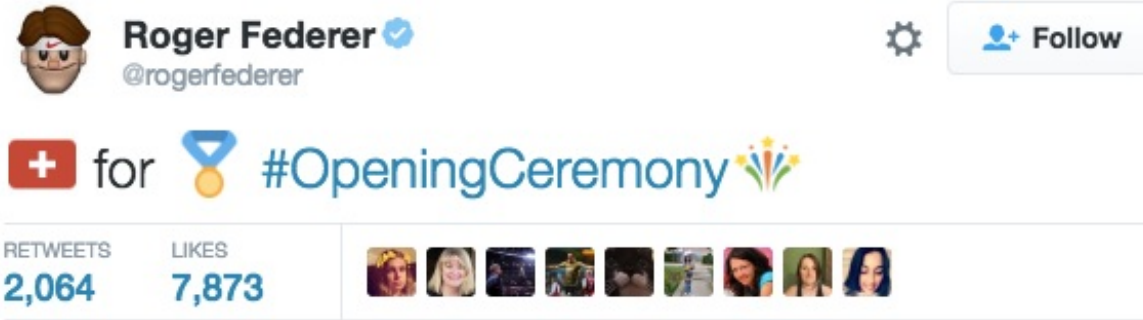 Roger Federer
@rogerfederer
Follow
🇨🇭 for 🏅 #OpeningCeremony🎆
RETWEETS LIKES
2,064 7,873